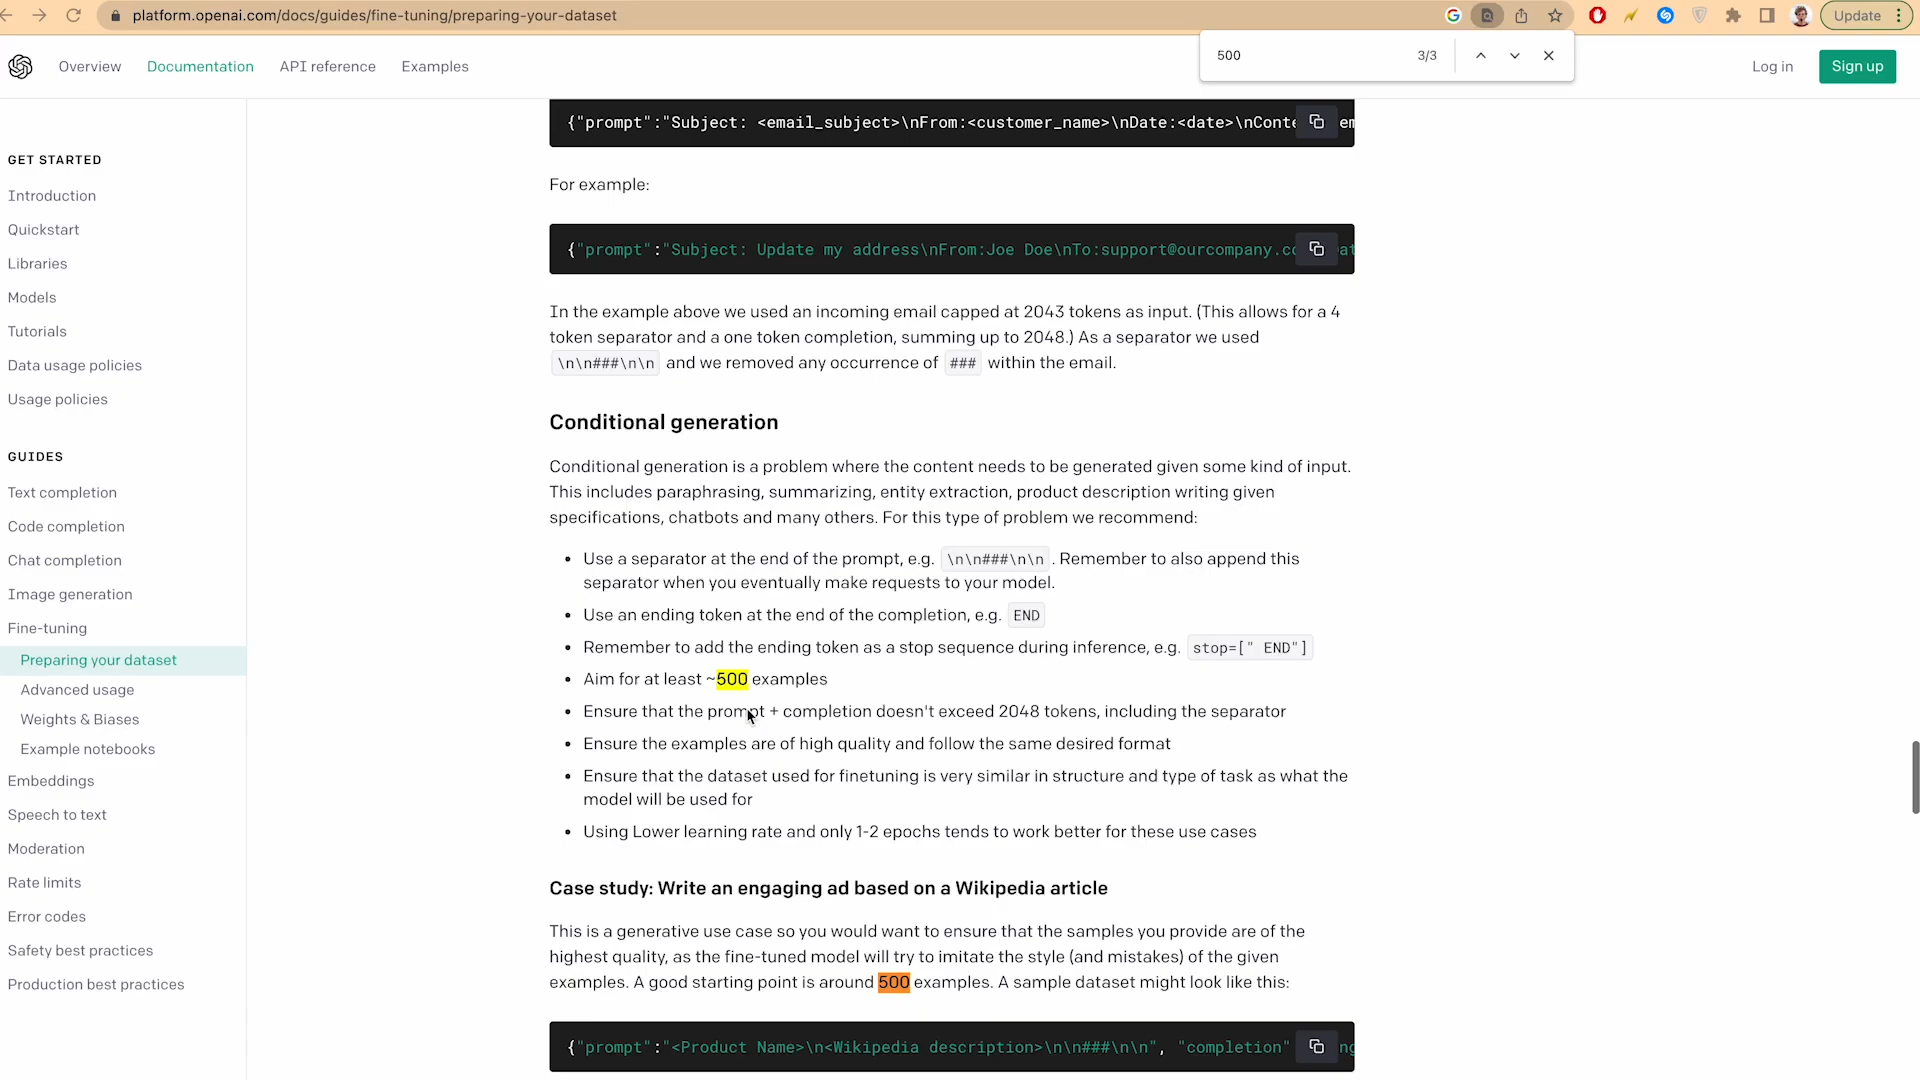 platform.openai.com/docs/guides/fine-tuning/preparing-your-dataset
Update
500
3/3
Overview
Documentation
API reference
Examples
Log in
Sign up
GET STARTED
Introduction
Quickstart
Libraries
Models
Tutorials
Data usage policies
Usage policies
GUIDES
Text completion
Code completion
Chat completion
Image generation
Fine-tuning
Preparing your dataset
Advanced usage
Weights & Biases
Example notebooks
Embeddings
Speech to text
Moderation
Rate limits
Error codes
Safety best practices
Production best practices
{"prompt":"Subject: <email_subject>\nFrom:<customer_name>\nDate:<date>\nConte em
For example:
{"prompt":"Subject: Update my address\nFrom:Joe Doe\nTo:support@ourcompany.co at
In the example above we used an incoming email capped at 2043 tokens as input. (This allows for a 4
token separator and a one token completion, summing up to 2048.) As a separator we used
\n\n###\n\n and we removed any occurrence of ### within the email.
Conditional generation
Conditional generation is a problem where the content needs to be generated given some kind of input.
This includes paraphrasing, summarizing, entity extraction, product description writing given
specifications, chatbots and many others. For this type of problem we recommend:
• Use a separator at the end of the prompt, e.g. \n\n###\n\n . Remember to also append this
separator when you eventually make requests to your model.
• Use an ending token at the end of the completion, e.g. END
• Remember to add the ending token as a stop sequence during inference, e.g. stop=[" END"]
• Aim for at least ~500 examples
• Ensure that the prompt + completion doesn't exceed 2048 tokens, including the separator
• Ensure the examples are of high quality and follow the same desired format
• Ensure that the dataset used for finetuning is very similar in structure and type of task as what the
model will be used for
• Using Lower learning rate and only 1-2 epochs tends to work better for these use cases
Case study: Write an engaging ad based on a Wikipedia article
This is a generative use case so you would want to ensure that the samples you provide are of the
highest quality, as the fine-tuned model will try to imitate the style (and mistakes) of the given
examples. A good starting point is around 500 examples. A sample dataset might look like this:
{"prompt":"<Product Name>\n<Wikipedia description>\n\n###\n\n", "completion" ng